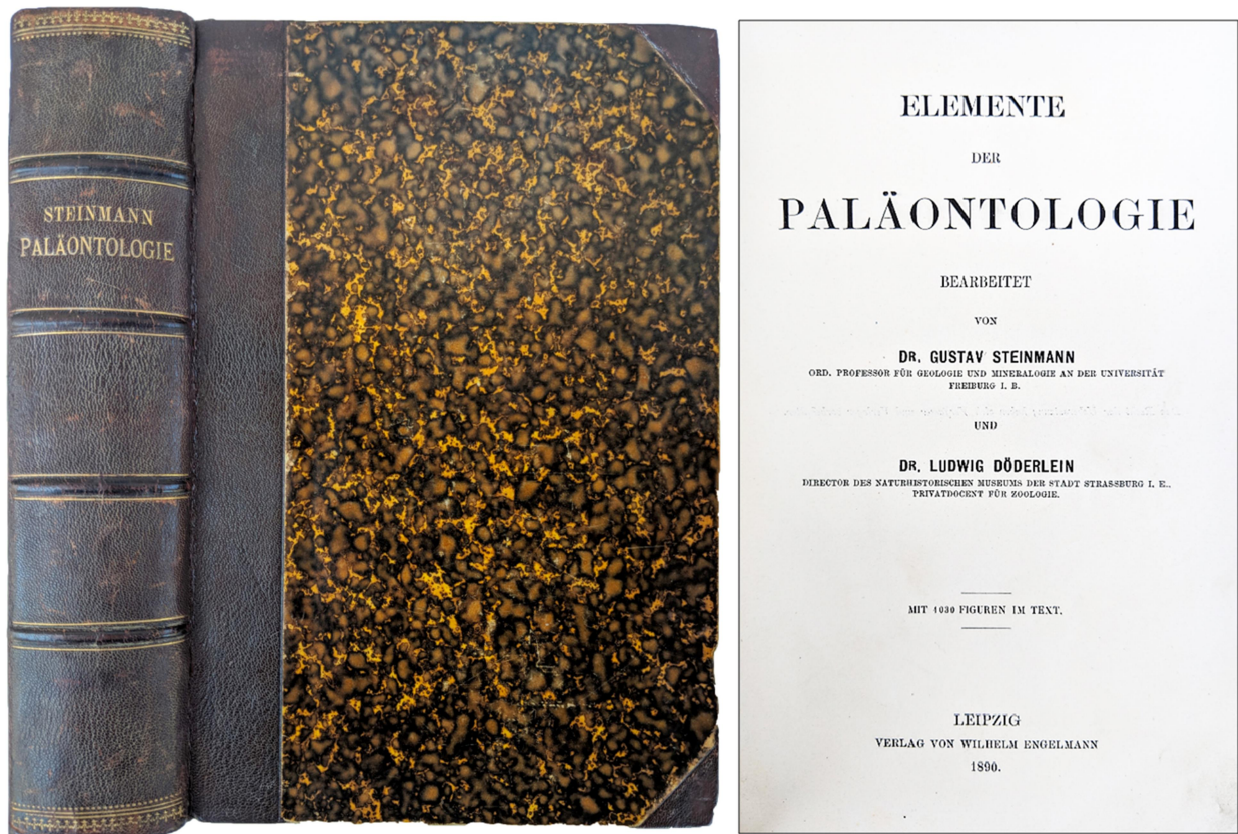 STEINMANN
PALÄONTOLOGIE
ELEMENTE
DER
PALÄONTOLOGIE
BEARBEITET
VON
DR. GUSTAV STEINMANN
ORD. PROFESSOR FÜR GEOLOGIE UND MINERALOGIE AN DER UNIVERSITÄT
FREIBURG I. B.
UND
DR. LUDWIG DÖDERLEIN
DIRECTOR DES NATURHISTORISCHEN MUSEUMS DER STADT STRASSBURG I. E.,
PRIVATDOCENT FÜR ZOOLOGIE.
MIT 1030 FIGUREN IM TEXT.
LEIPZIG
VERLAG VON WILHELM ENGELMANN
1890.